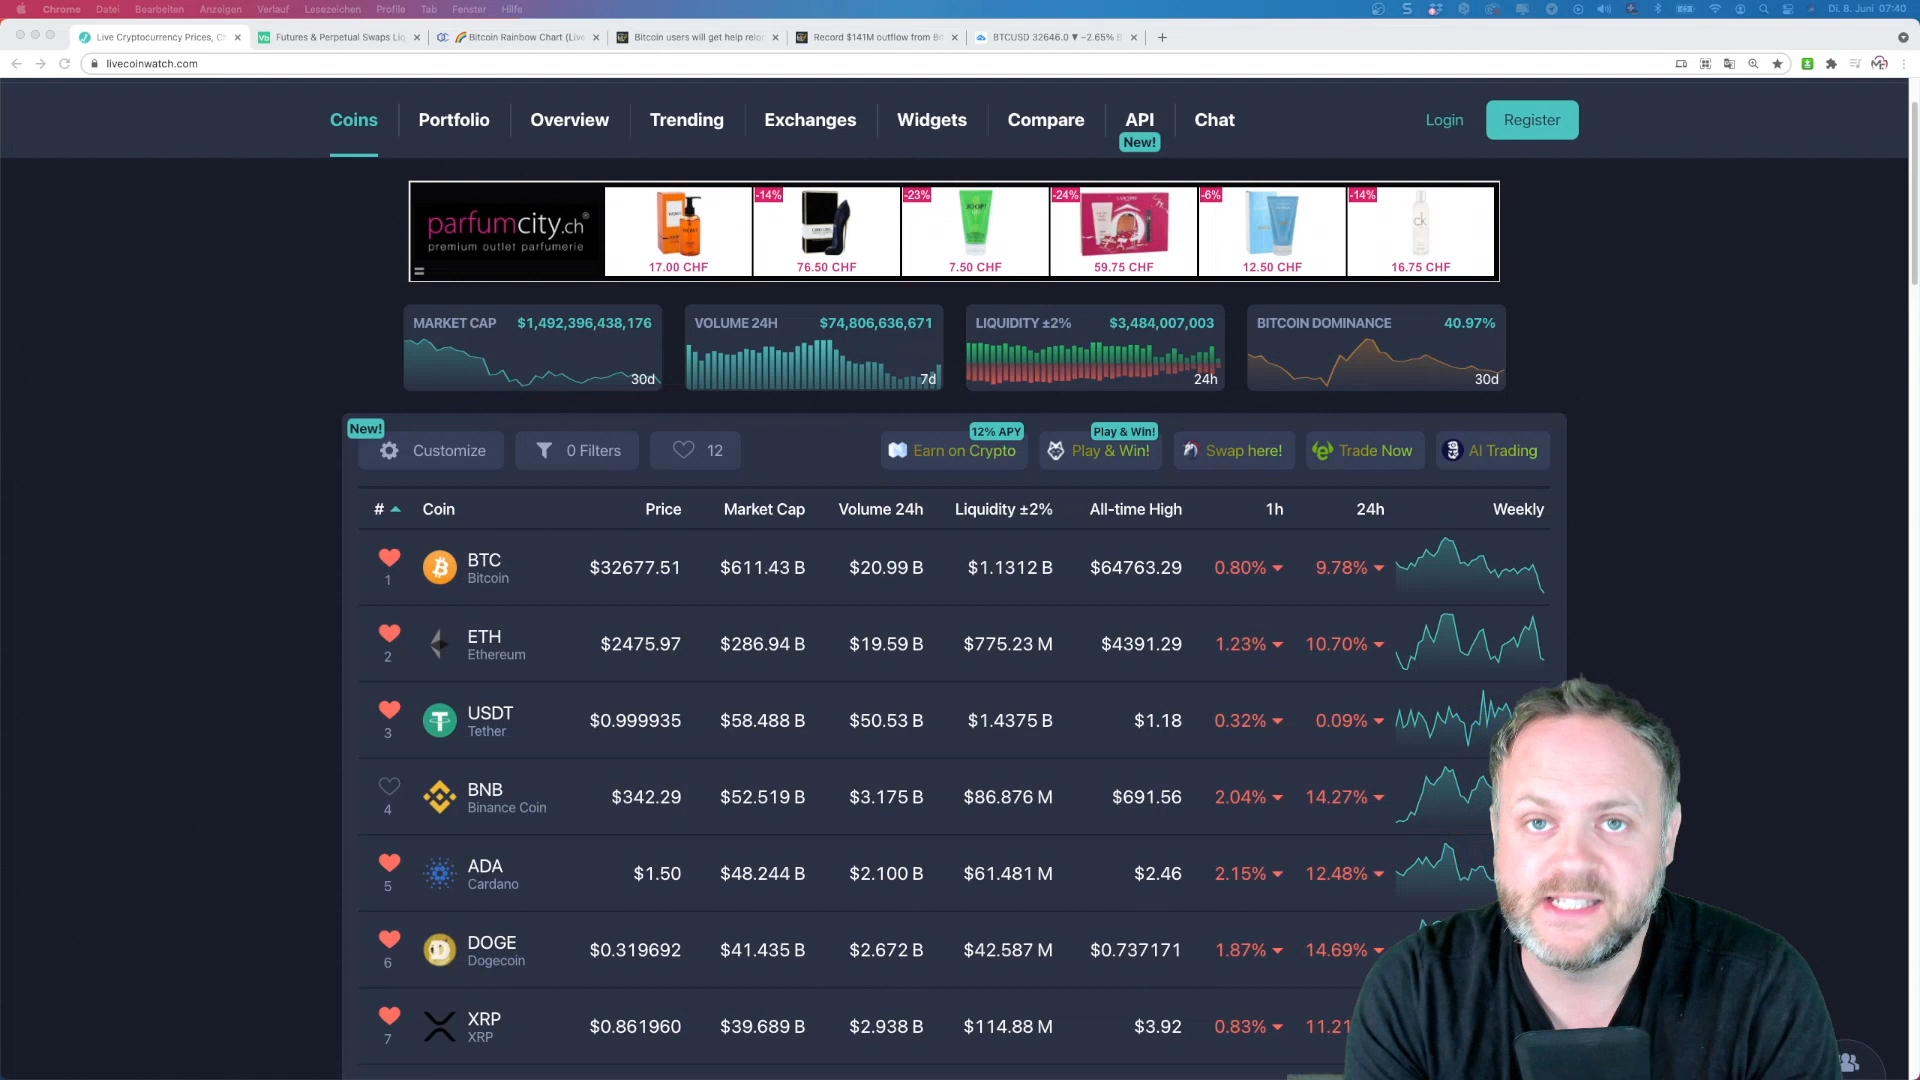 Chrome Datei Bearbeiten Anzeigen Verlauf Lesezeichen Profile Tab Fenster Hilfe Di. 8. Juni 07:40
Live Cryptocurrency Prices, Ch Futures & Perpetual Swaps Liq Bitcoin Rainbow Chart (Live Bitcoin users will get help relo Record $141M outflow from Bi BTCUSD 32646.0 ▼ −2.65% B
livecoinwatch.com
Coins Portfolio Overview Trending Exchanges Widgets Compare API Chat Login Register
New!
parfumcity.ch®
premium outlet parfumerie
-14% -23% -24% -6% -14%
17.00 CHF 76.50 CHF 7.50 CHF 59.75 CHF 12.50 CHF 16.75 CHF
MARKET CAP $1,492,396,438,176 VOLUME 24H $74,806,636,671 LIQUIDITY ±2% $3,484,007,003 BITCOIN DOMINANCE 40.97%
30d 7d 24h 30d
New! 12% APY Play & Win!
Customize 0 Filters 12 Earn on Crypto Play & Win! Swap here! Trade Now AI Trading
# Coin Price Market Cap Volume 24h Liquidity ±2% All-time High 1h 24h Weekly
1 BTC Bitcoin $32677.51 $611.43 B $20.99 B $1.1312 B $64763.29 0.80% 9.78%
2 ETH Ethereum $2475.97 $286.94 B $19.59 B $775.23 M $4391.29 1.23% 10.70%
3 USDT Tether $0.999935 $58.488 B $50.53 B $1.4375 B $1.18 0.32% 0.09%
4 BNB Binance Coin $342.29 $52.519 B $3.175 B $86.876 M $691.56 2.04% 14.27%
5 ADA Cardano $1.50 $48.244 B $2.100 B $61.481 M $2.46 2.15% 12.48%
6 DOGE Dogecoin $0.319692 $41.435 B $2.672 B $42.587 M $0.737171 1.87% 14.69%
7 XRP XRP $0.861960 $39.689 B $2.938 B $114.88 M $3.92 0.83% 11.21